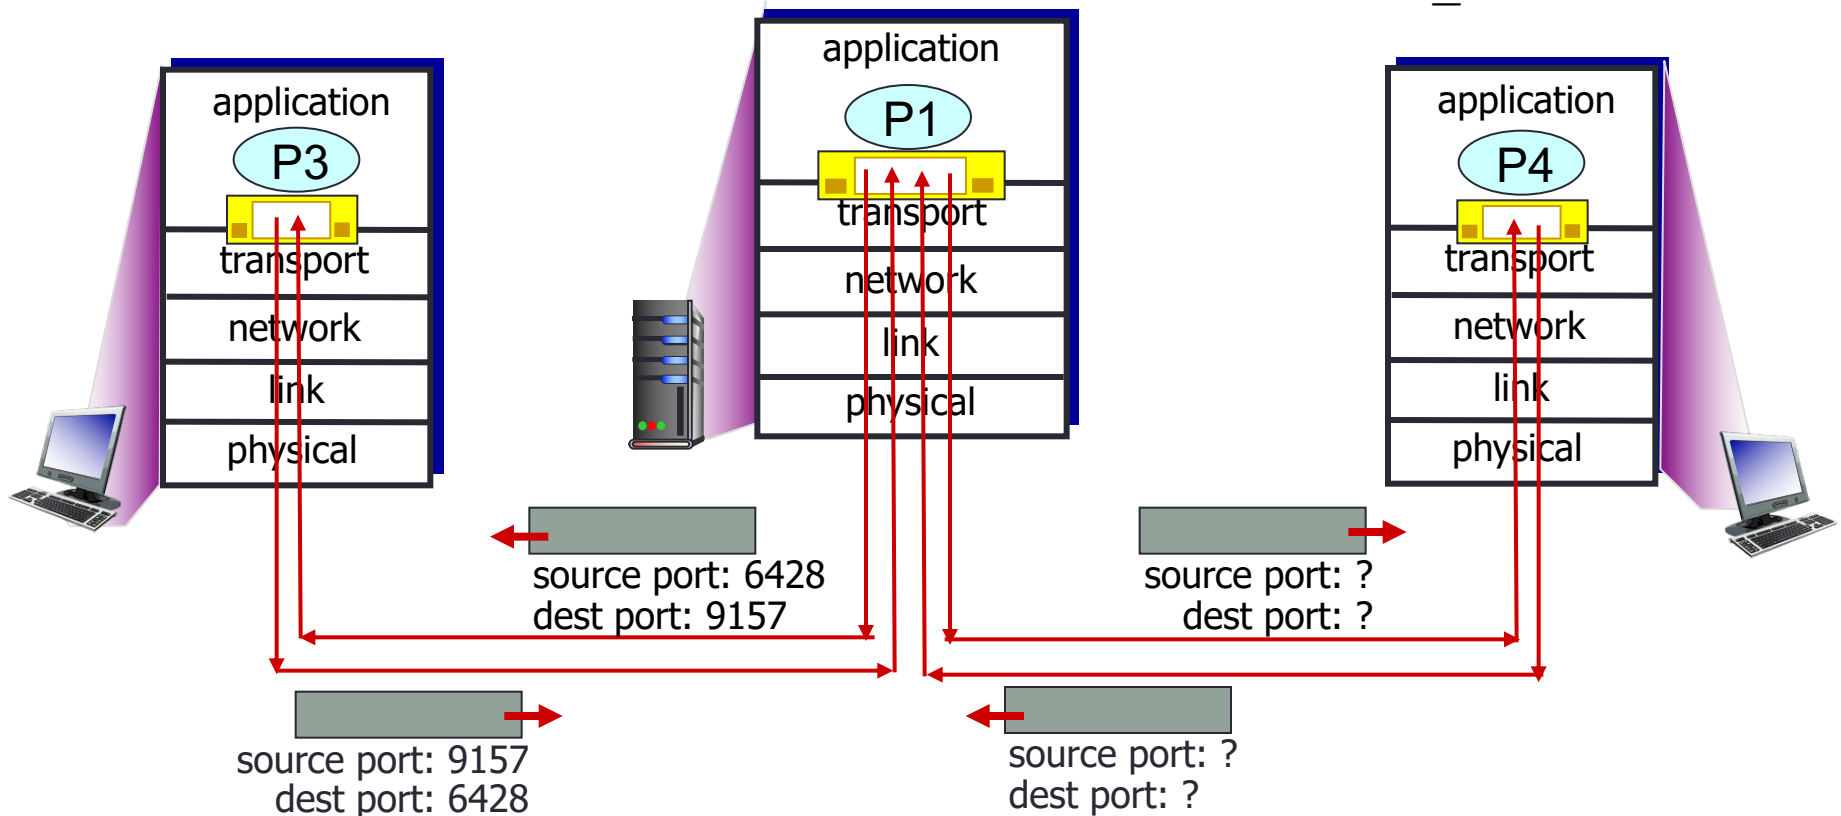 application
P3
transport
network
link
physical
application
P1
transport
network
link
physical
application
P4
transport
network
link
physical
source port: 6428
dest port: 9157
source port: ?
dest port: ?
source port: 9157
dest port: 6428
source port: ?
dest port: ?